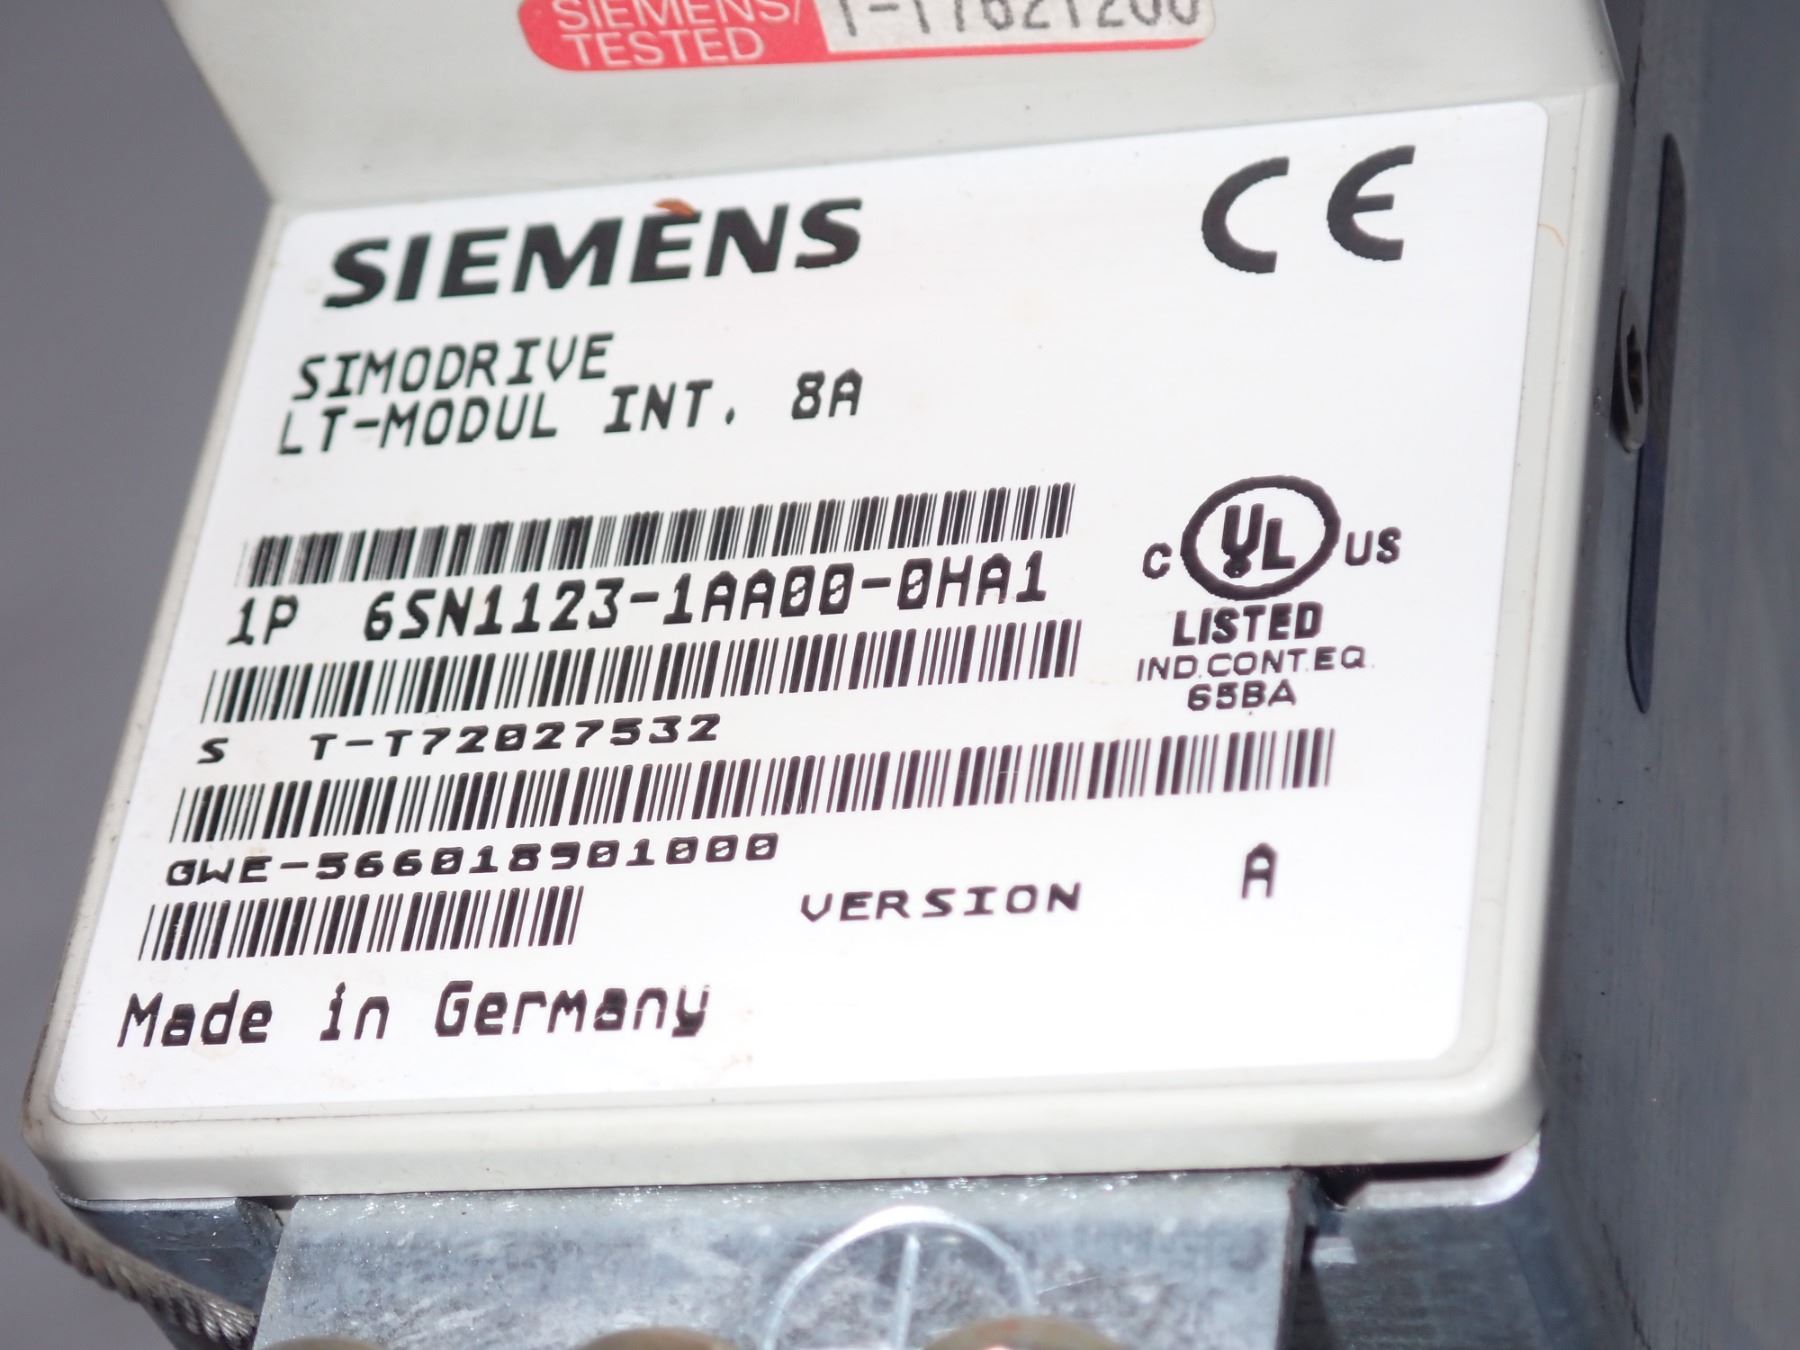 SIEMENS/
TESTED
SIEMENS
CE
SIMODRIVE
LT-MODUL INT. 8A
1P 6SN1123-1AA00-0HA1
C UL US
LISTED
IND.CONT.EQ.
65BA
S T-T72027532
GWE-566018901000
VERSION A
Made in Germany